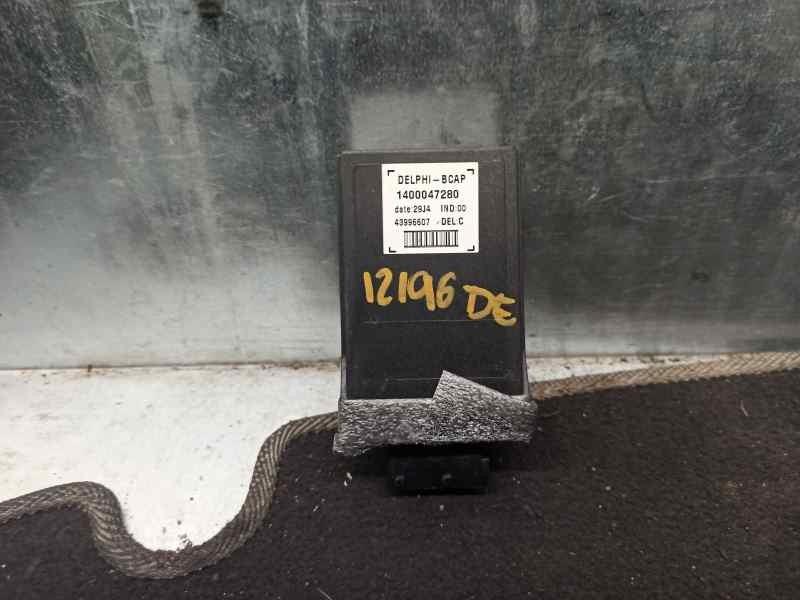 DELPHI-BCAP
1400047280
date:29J4 IND:00
43996607 -DEL:C
12196 DE